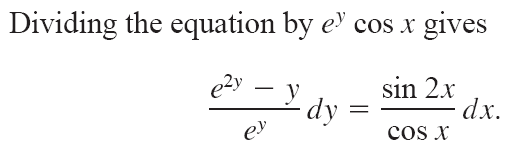 Dividing the equation by e^y cos x gives
(e^{2y} − y)/e^y dy = (sin 2x)/(cos x) dx.